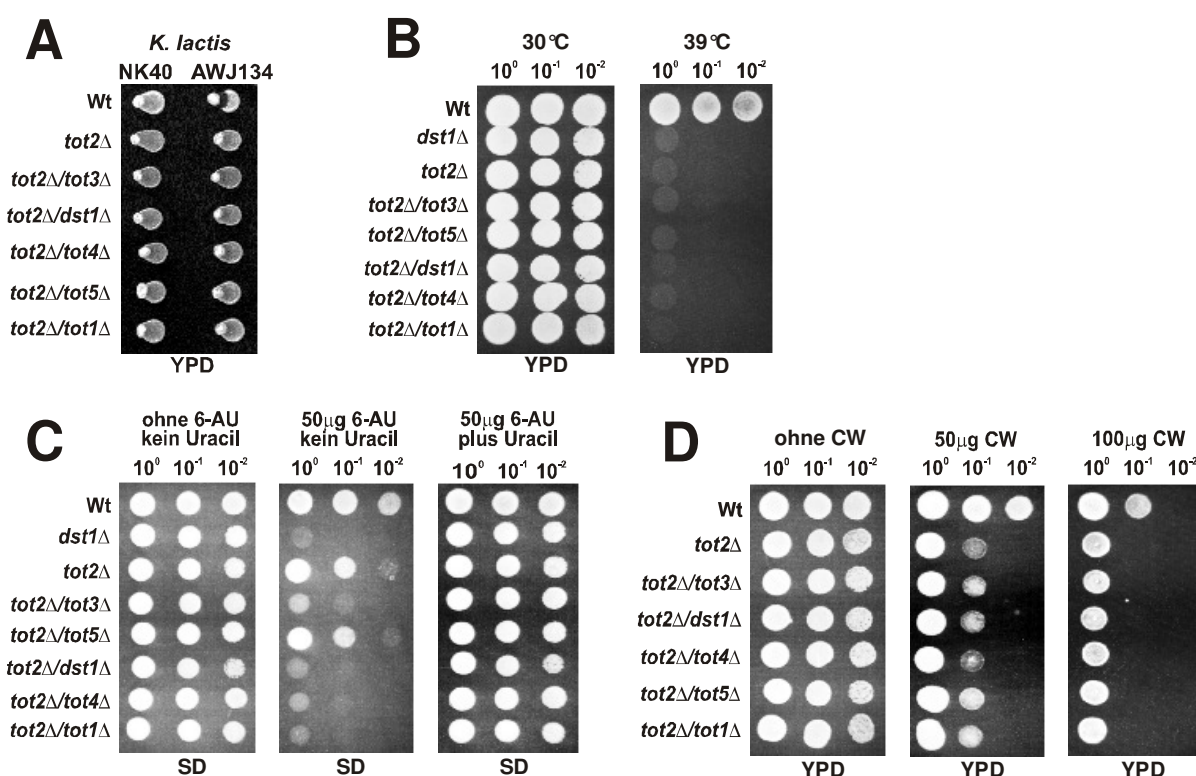 A
K. lactis
NK40 AWJ134
Wt
tot2Δ
tot2Δ/tot3Δ
tot2Δ/dst1Δ
tot2Δ/tot4Δ
tot2Δ/tot5Δ
tot2Δ/tot1Δ
YPD
B
30°C 39°C
10⁰ 10⁻¹ 10⁻² 10⁰ 10⁻¹ 10⁻²
Wt
dst1Δ
tot2Δ
tot2Δ/tot3Δ
tot2Δ/tot5Δ
tot2Δ/dst1Δ
tot2Δ/tot4Δ
tot2Δ/tot1Δ
YPD YPD
C
ohne 6-AU 50µg 6-AU 50µg 6-AU
kein Uracil kein Uracil plus Uracil
10⁰ 10⁻¹ 10⁻² 10⁰ 10⁻¹ 10⁻² 10⁰ 10⁻¹ 10⁻²
Wt
dst1Δ
tot2Δ
tot2Δ/tot3Δ
tot2Δ/tot5Δ
tot2Δ/dst1Δ
tot2Δ/tot4Δ
tot2Δ/tot1Δ
SD SD SD
D
ohne CW 50µg CW 100µg CW
10⁰ 10⁻¹ 10⁻² 10⁰ 10⁻¹ 10⁻² 10⁰ 10⁻¹ 10⁻²
Wt
tot2Δ
tot2Δ/tot3Δ
tot2Δ/dst1Δ
tot2Δ/tot4Δ
tot2Δ/tot5Δ
tot2Δ/tot1Δ
YPD YPD YPD